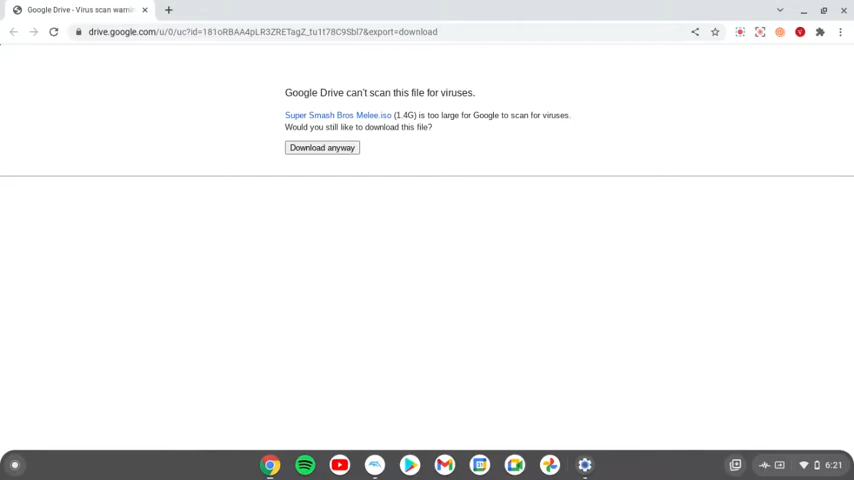 Google Drive - Virus scan warnin
drive.google.com/u/0/uc?id=181oRBAA4pLR3ZRETagZ_tu1t78C9Sbl7&export=download
Google Drive can't scan this file for viruses.
Super Smash Bros Melee.iso (1.4G) is too large for Google to scan for viruses.
Would you still like to download this file?
Download anyway
31
6:21